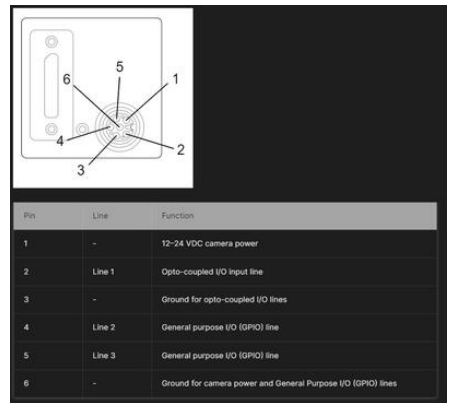 5
6
1
4
2
3
Pin Line Function
1 - 12-24 VDC camera power
2 Line 1 Opto-coupled I/O input line
3 - Ground for opto-coupled I/O lines
4 Line 2 General purpose I/O (GPIO) line
5 Line 3 General purpose I/O (GPIO) line
6 - Ground for camera power and General Purpose I/O (GPIO) lines